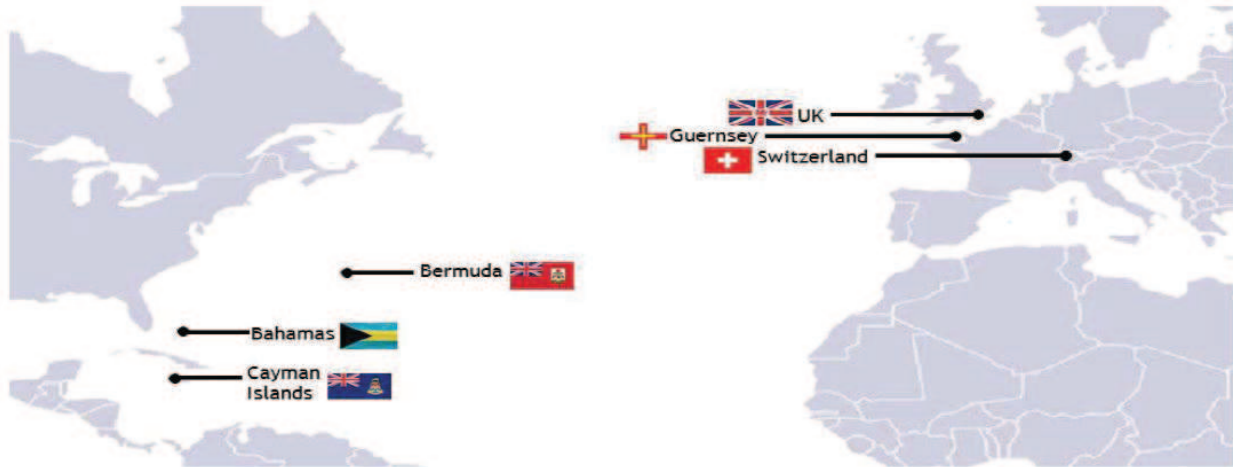 UK
Guernsey
Switzerland
Bermuda
Bahamas
Cayman
Islands